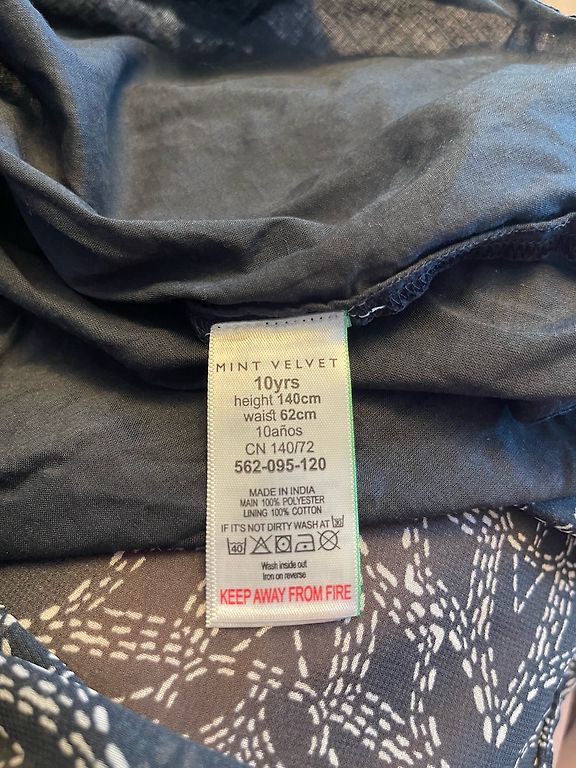 MINT VELVET
10yrs
height 140cm
waist 62cm
10años
CN 140/72
562-095-120
MADE IN INDIA
MAIN 100% POLYESTER
LINING 100% COTTON
IF IT'S NOT DIRTY WASH AT 30
40
Wash inside out
Iron on reverse
KEEP AWAY FROM FIRE